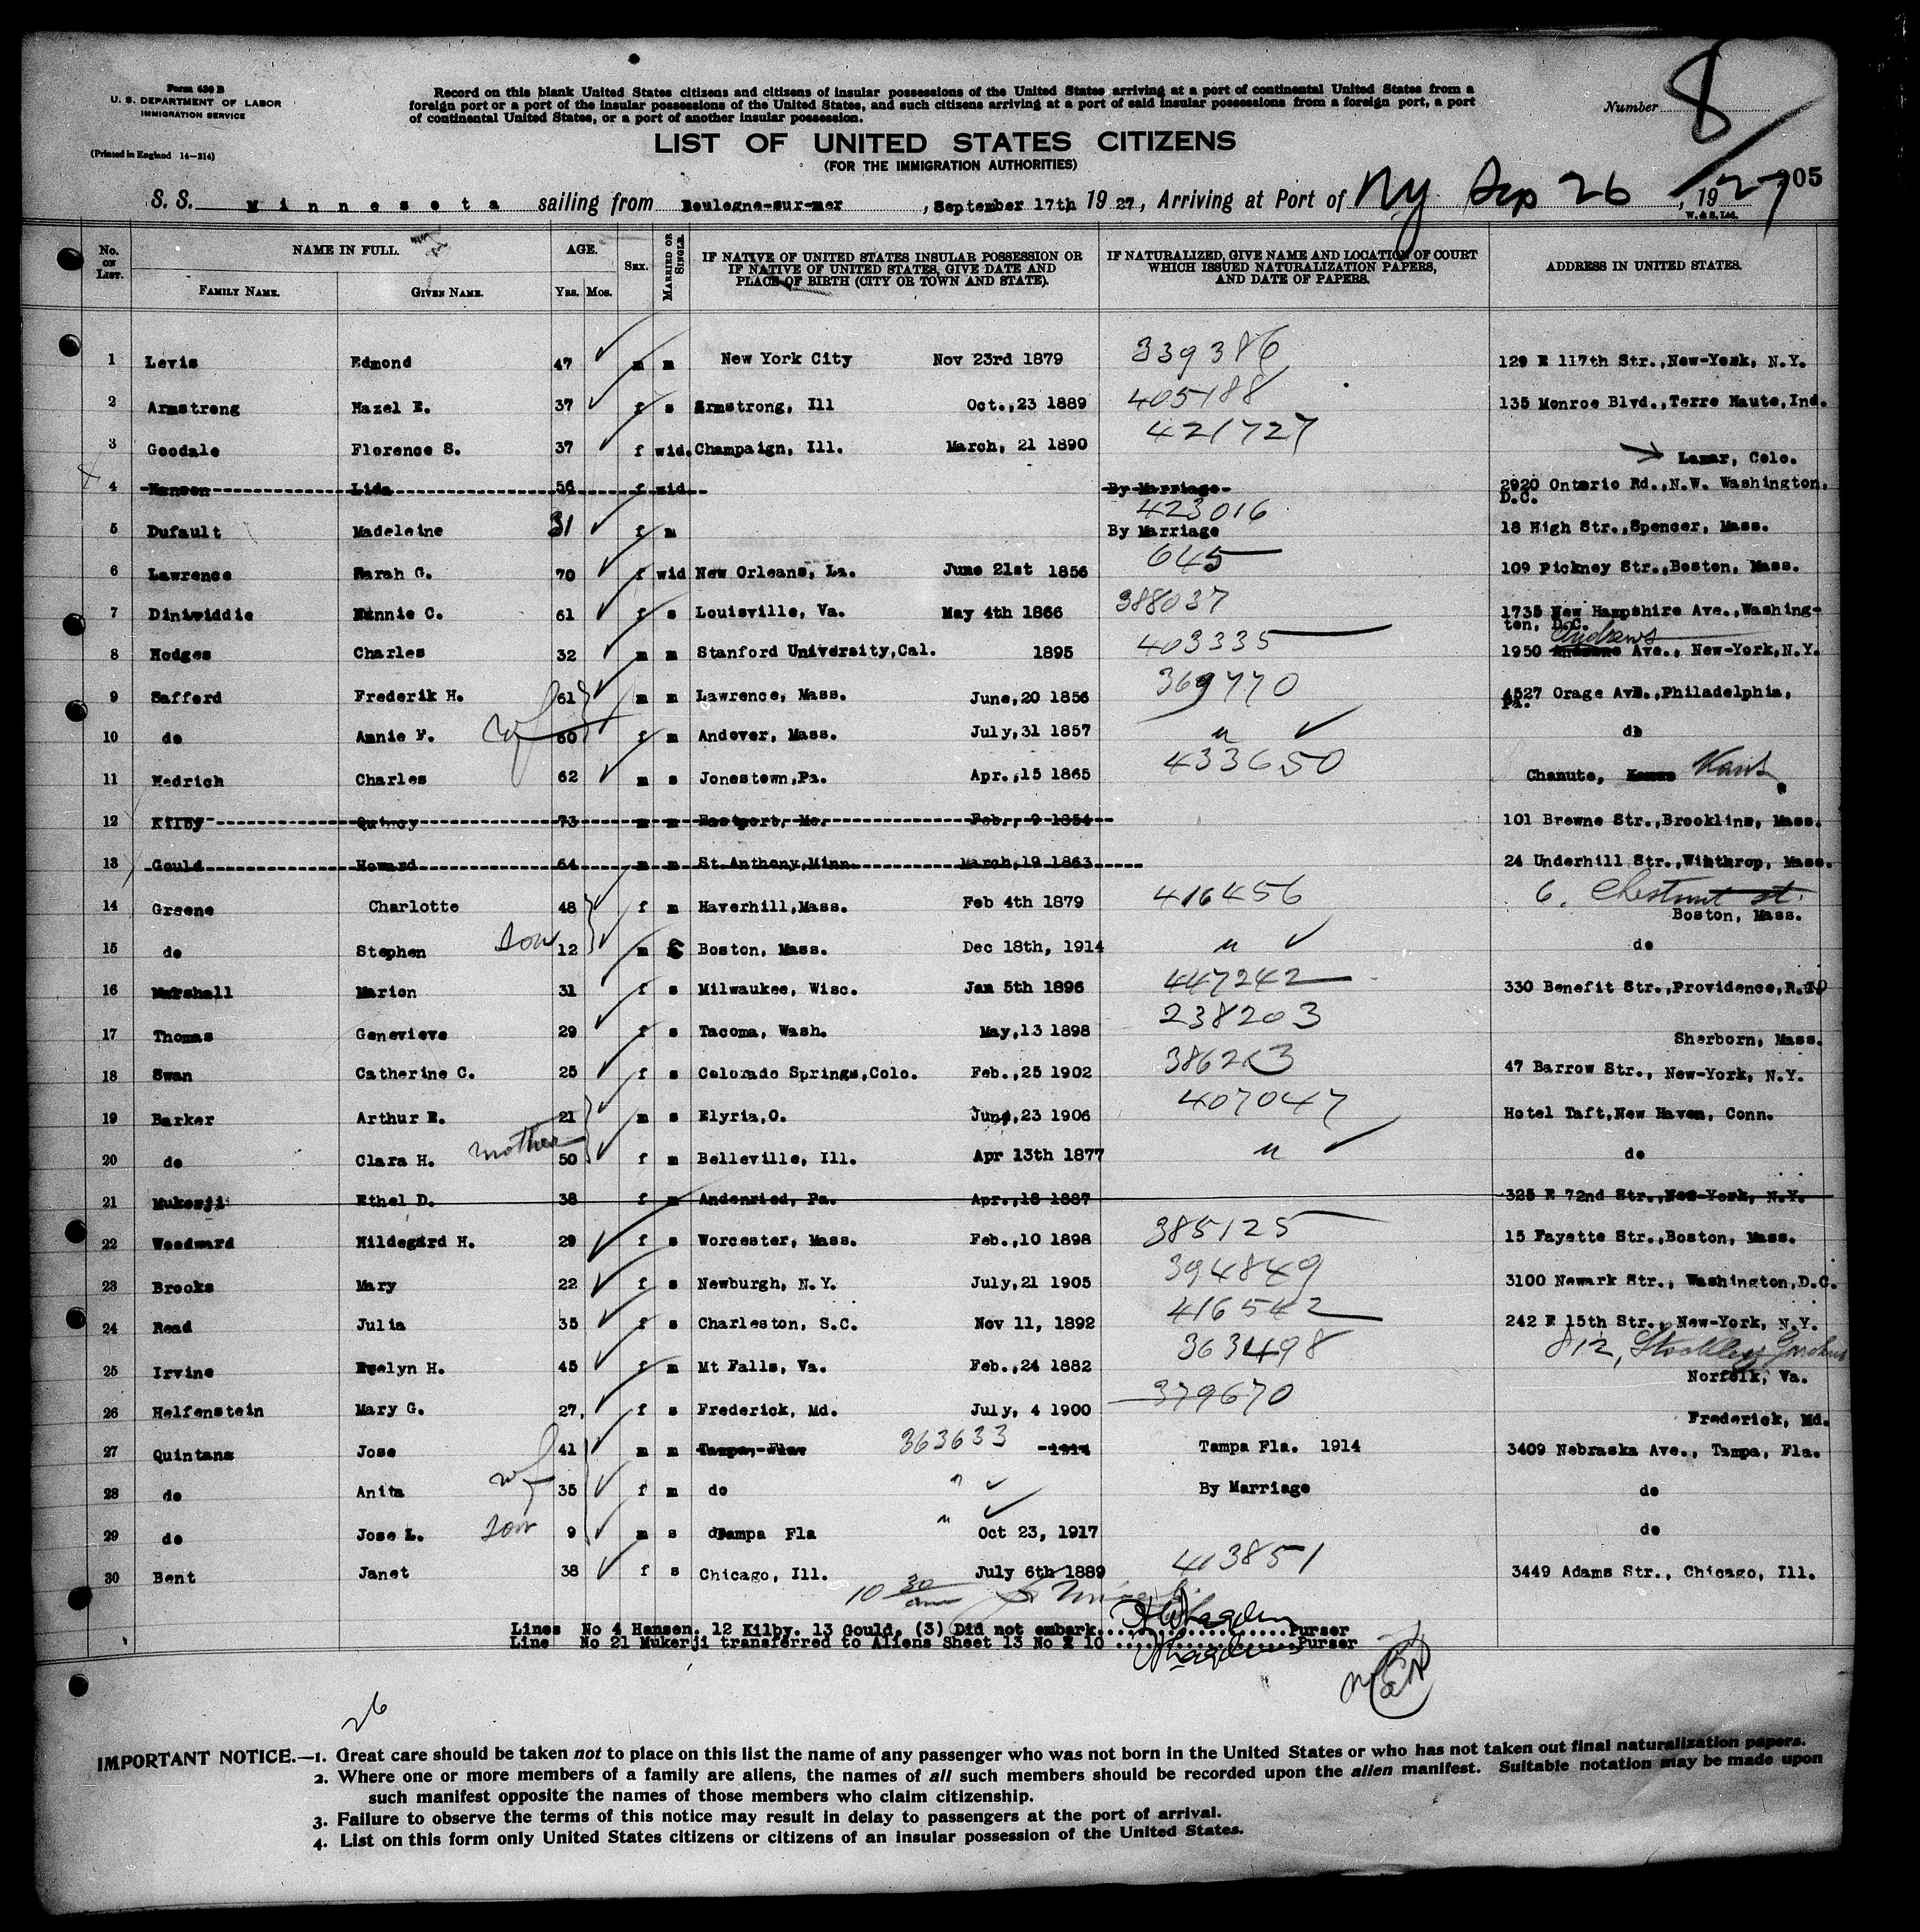 Form 630 B
U. S. DEPARTMENT OF LABOR
IMMIGRATION SERVICE
(Printed in England 14-214)
Record on this blank United States citizens and citizens of insular possessions of the United States arriving at a port of continental United States from a
foreign port or a port of the insular possessions of the United States, and such citizens arriving at a port of said insular possessions from a foreign port, a port
of continental United States, or a port of another insular possession.
Number 8
LIST OF UNITED STATES CITIZENS
(FOR THE IMMIGRATION AUTHORITIES)
105
S. S. Minnesota sailing from Boulogne-sur-mer, September 17th 1927, Arriving at Port of NY Sep 26, 1927
W. & S. Ltd.
No. ON LIST. NAME IN FULL. FAMILY NAME. GIVEN NAME. AGE. YRS. MOS. SEX. MARRIED OR SINGLE. IF NATIVE OF UNITED STATES INSULAR POSSESSION OR IF NATIVE OF UNITED STATES, GIVE DATE AND PLACE OF BIRTH (CITY OR TOWN AND STATE). IF NATURALIZED, GIVE NAME AND LOCATION OF COURT WHICH ISSUED NATURALIZATION PAPERS, AND DATE OF PAPERS. ADDRESS IN UNITED STATES.
1 Levis Edmond 47 m m New York City Nov 23rd 1879 339386 129 E 117th Str., New-York, N.Y.
2 Armstrong Hazel E. 37 f s Armstrong, Ill Oct., 23 1889 405188 135 Monroe Blvd., Terre Haute, Ind.
3 Goodale Florence S. 37 f wid. Champaign, Ill. March, 21 1890 421727 Lamar, Colo.
4 Hansen Lida 56 f wid By Marriage 2920 Ontario Rd., N.W. Washington, D.C.
5 Dufault Madeleine 31 f m By Marriage 423016 18 High Str., Spencer, Mass.
6 Lawrence Sarah G. 70 f wid New Orleans, La. June 21st 1856 645 109 Pickney Str., Boston, Mass.
7 Diniwiddie Minnie C. 61 f s Louisville, Va. May 4th 1866 388037 1735 New Hampshire Ave., Washington, D.C.
8 Hodges Charles 32 m m Stanford University, Cal. 1895 403335 1950 Andrews Ave., New-York, N.Y.
9 Safford Frederik H. 61 m m Lawrence, Mass. June, 20 1856 369770 4527 Orage Ave., Philadelphia, Pa.
10 do Annie F. wf 60 f m Andover, Mass. July, 31 1857 " do
11 Hedrich Charles 62 m s Jonestown, Pa. Apr., 15 1865 433650 Chanute, Kans
12 Kilby Quincy 73 m m Eastport, Me. Feb., 9 1854 101 Browne Str., Brookline, Mass.
13 Gould Howard 64 m m St. Anthony, Minn. March, 19 1863 24 Underhill Str., Winthrop, Mass.
14 Greene Charlotte 48 f m Haverhill, Mass. Feb 4th 1879 416456 6. Chestnut st. Boston, Mass.
15 do Stephen son 12 m s Boston, Mass. Dec 18th, 1914 " do
16 Marshall Marion 31 f s Milwaukee, Wisc. Jan 5th 1896 447242 330 Benefit Str., Providence, R.I.
17 Thomas Genevieve 29 f s Tacoma, Wash. May, 13 1898 238203 Sherborn, Mass.
18 Swan Catherine C. 25 f s Colorado Springs, Colo. Feb., 25 1902 47 Barrow Str., New-York, N.Y.
19 Barker Arthur E. 21 m s Elyria, O. June, 23 1906 407047 Hotel Taft, New Haven, Conn.
20 do Clara H. mother 50 f m Belleville, Ill. Apr 13th 1877 " do
21 Mukerji Ethel D. 38 f m Andenried, Pa. Apr., 18 1887 325 E 72nd Str., New-York, N.Y.
22 Woodward Hildegard H. 29 f s Worcester, Mass. Feb., 10 1898 385125 15 Fayette Str., Boston, Mass.
23 Brooks Mary 22 f s Newburgh, N.Y. July, 21 1905 394849 3100 Newark Str., Washington, D.C.
24 Read Julia 35 f s Charleston, S.C. Nov 11, 1892 416542 242 E 15th Str., New-York, N.Y.
25 Irvine Evelyn H. 45 f m Mt Falls, Va. Feb., 24 1882 363498 812, Norfolk, Va.
26 Helfenstein Mary G. 27. f s Frederick, Md. July, 4 1900 379670 Frederick, Md.
27 Quintana Jose 41 m m Tampa, Flaw 363633 1914 Tampa Fla. 1914 3409 Nebraska Ave., Tampa, Fla.
28 do Anita wf 35 f m do " By Marriage do
29 do Jose L. son 9 m s Tampa Fla " Oct 23, 1917 do
30 Bent Janet 38 f s Chicago, Ill. July 6th 1889 413851 3449 Adams Str., Chicago, Ill.
10 30 am
Lines No 4 Hansen. 12 Kilby. 13 Gould. (3) Did not embark....................Purser
Line No 21 Mukerji transferred to Aliens Sheet 13 No 10 ....................Purser
26
IMPORTANT NOTICE.—1. Great care should be taken not to place on this list the name of any passenger who was not born in the United States or who has not taken out final naturalization papers.
2. Where one or more members of a family are aliens, the names of all such members should be recorded upon the alien manifest. Suitable notation may be made upon
such manifest opposite the names of those members who claim citizenship.
3. Failure to observe the terms of this notice may result in delay to passengers at the port of arrival.
4. List on this form only United States citizens or citizens of an insular possession of the United States.